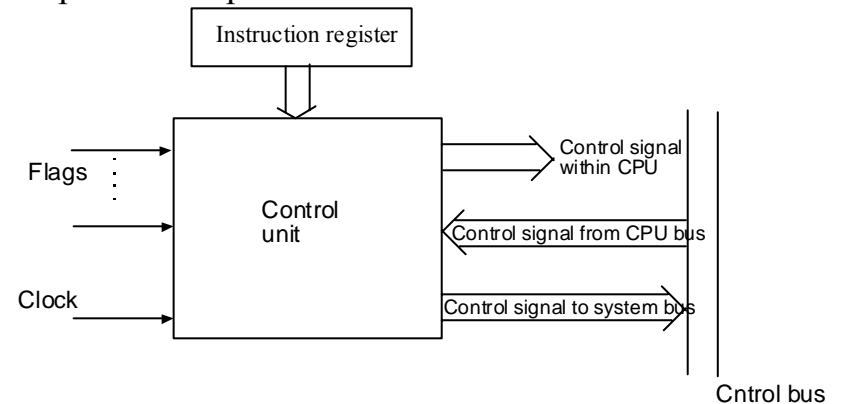 Instruction register
Control signal
within CPU
Flags
Control
unit
Control signal from CPU bus
Clock
Control signal to system bus
Cntrol bus